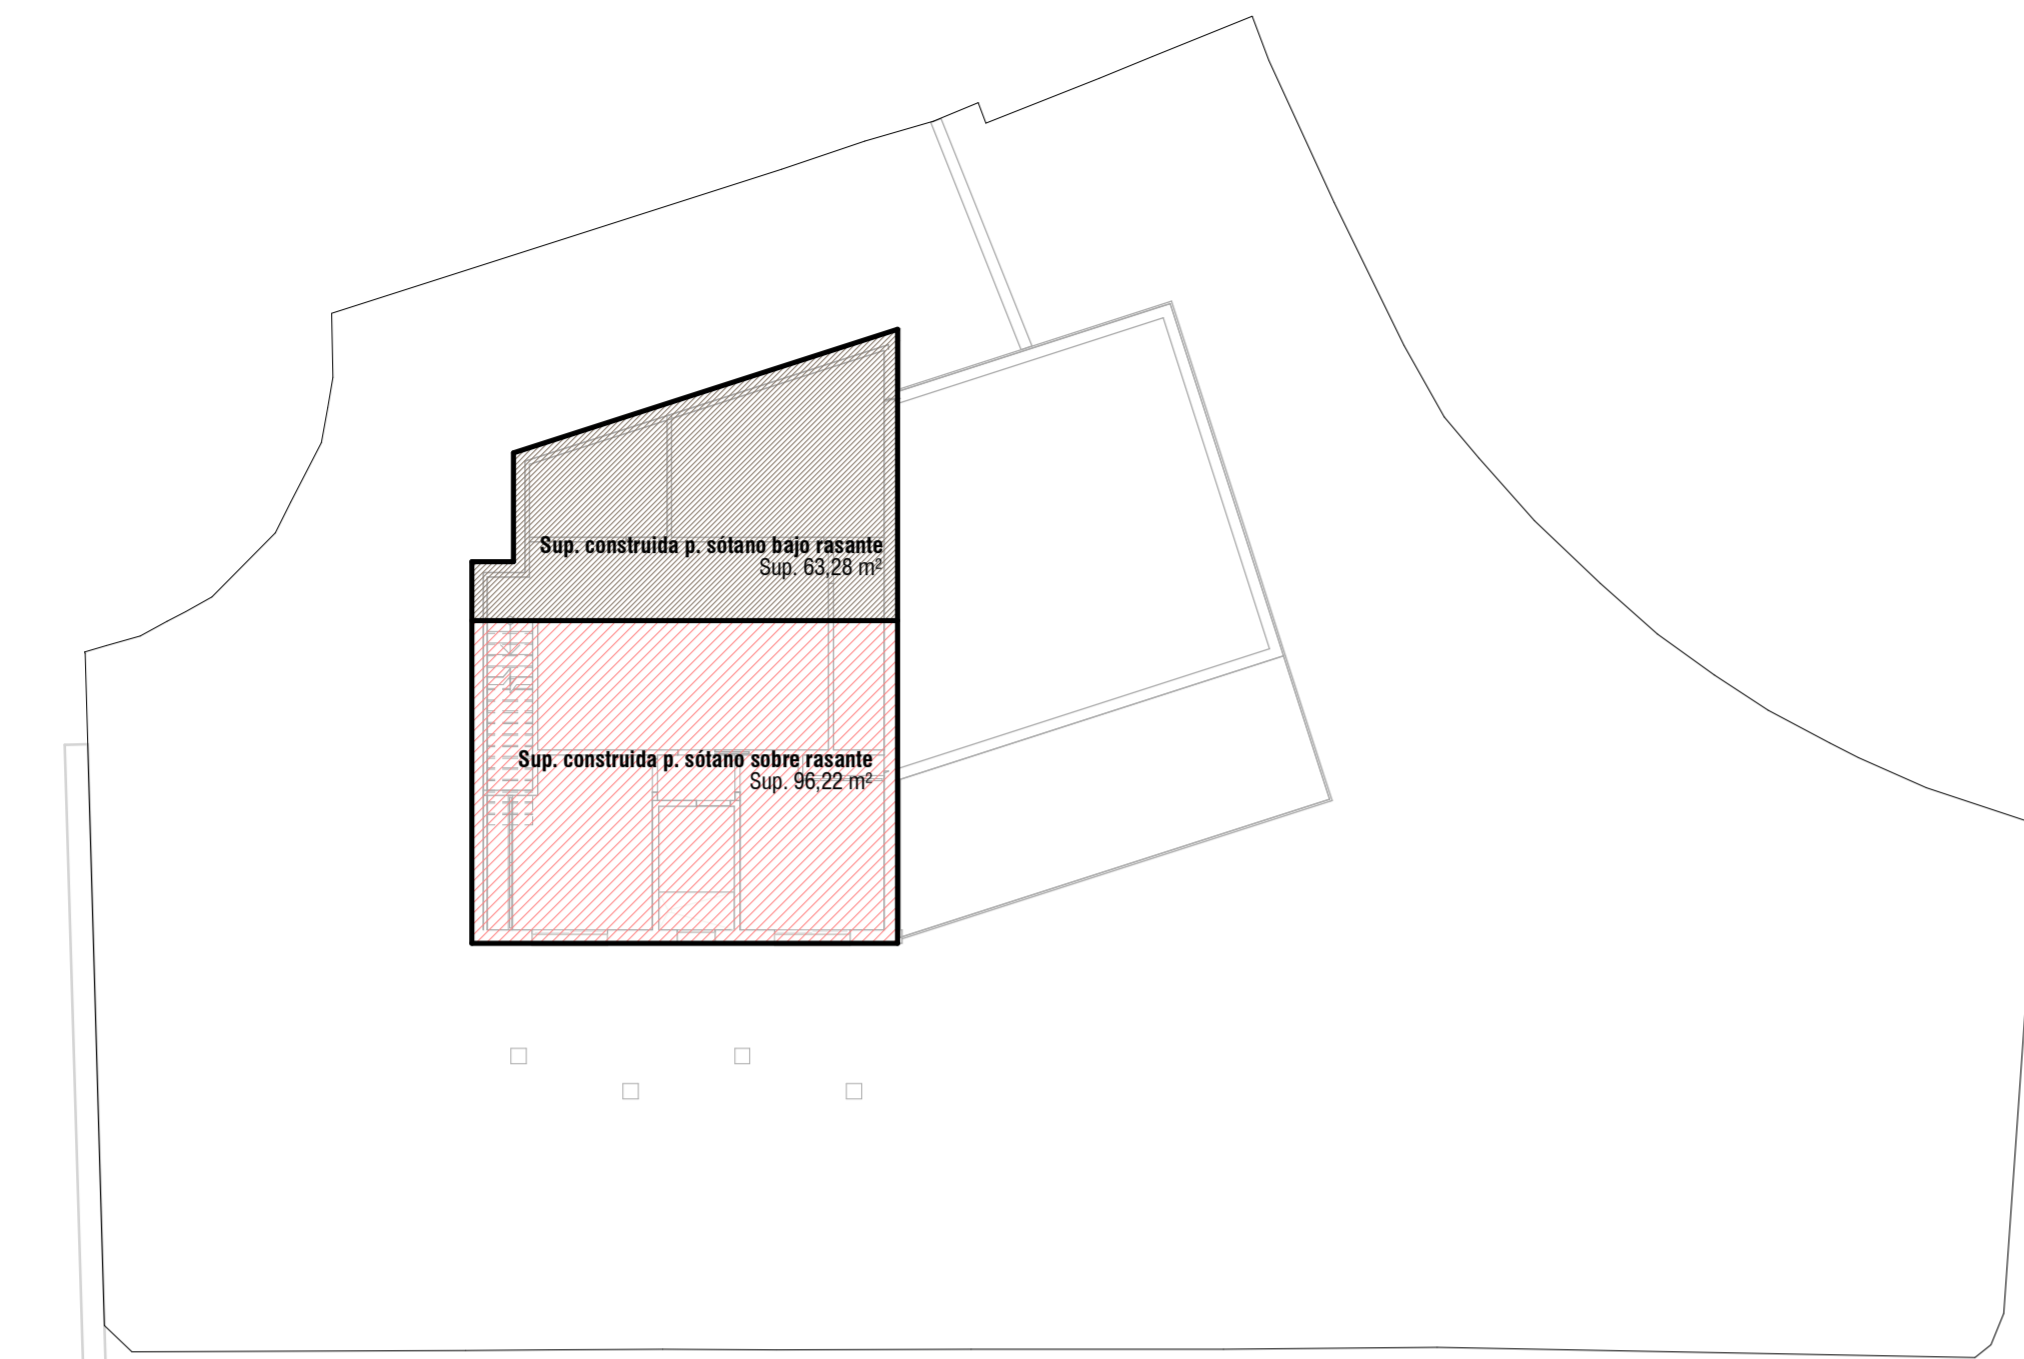 Sup. construida p. sótano bajo rasante
Sup. 63,28 m²
Sup. construida p. sótano sobre rasante
Sup. 96,22 m²